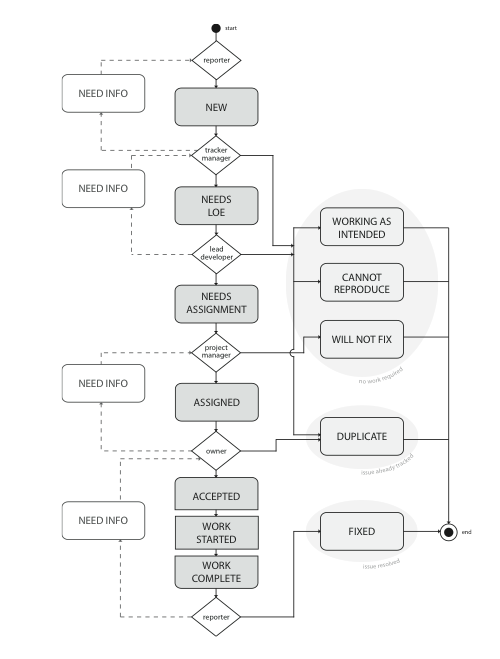 start
reporter
NEED INFO
NEW
tracker
manager
NEED INFO
NEEDS
LOE
WORKING AS
INTENDED
lead
developer
CANNOT
REPRODUCE
NEEDS
ASSIGNMENT
WILL NOT FIX
project
manager
no work required
NEED INFO
ASSIGNED
DUPLICATE
owner
issue already tracked
ACCEPTED
NEED INFO
WORK
STARTED
FIXED
end
issue resolved
WORK
COMPLETE
reporter